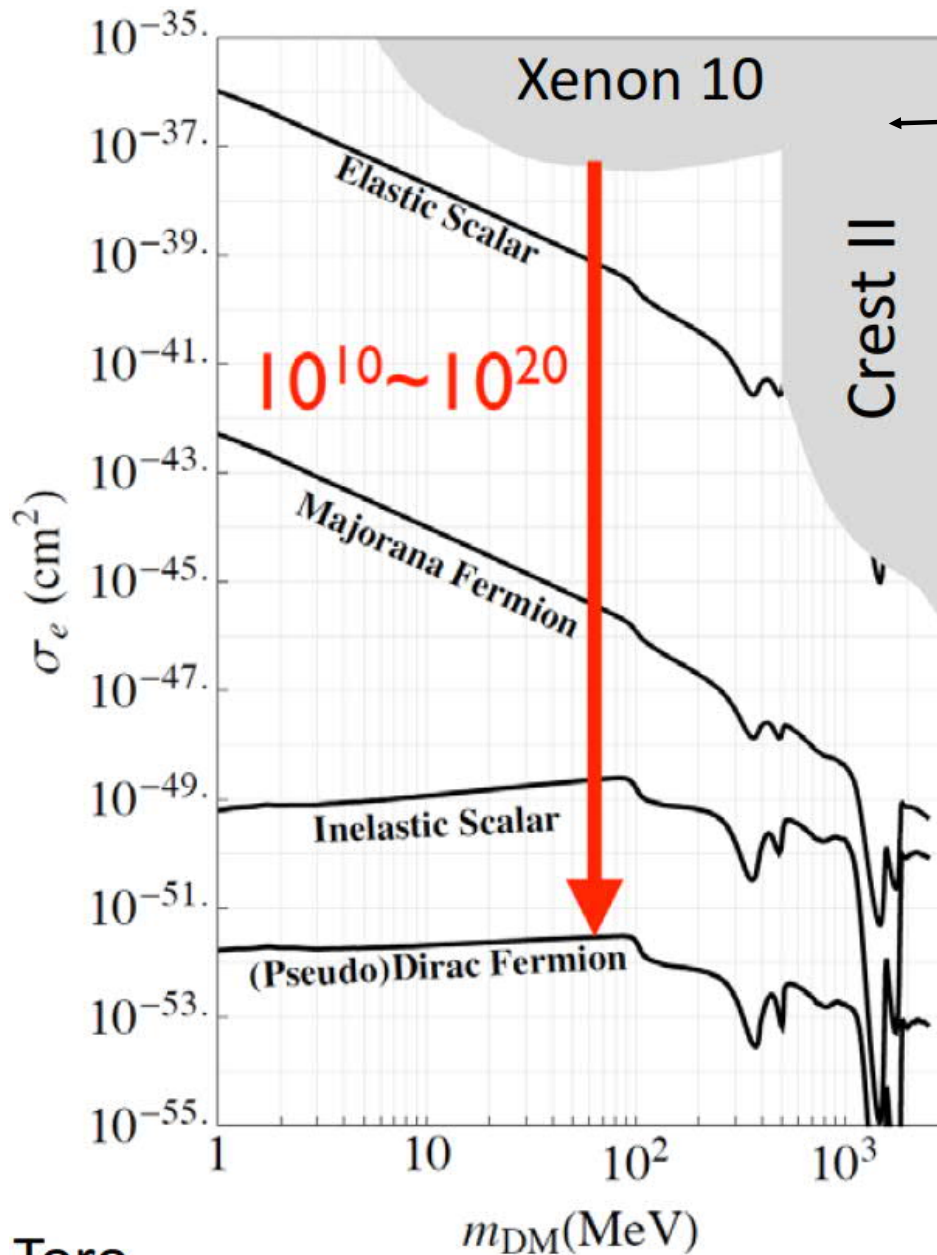 10^−35.
Xenon 10
10^−37.
Elastic Scalar
10^−39.
Crest II
10^10~10^20
10^−41.
10^−43.
Majorana Fermion
10^−45.
σ_e (cm^2)
10^−47.
10^−49.
Inelastic Scalar
10^−51.
(Pseudo)Dirac Fermion
10^−53.
10^−55.
1 10 10^2 10^3
m_DM(MeV)